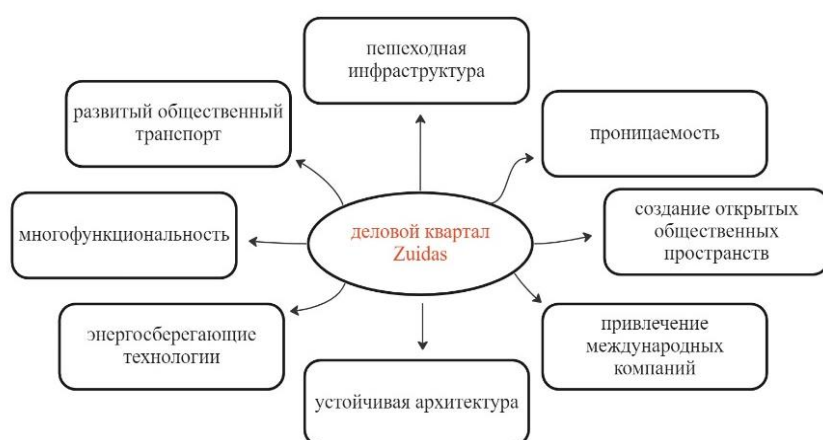 пешеходная
инфраструктура
развитый общественный
транспорт
проницаемость
многофункциональность
деловой квартал
Zuidas
создание открытых
общественных
пространств
энергосберегающие
технологии
привлечение
международных
компаний
устойчивая архитектура